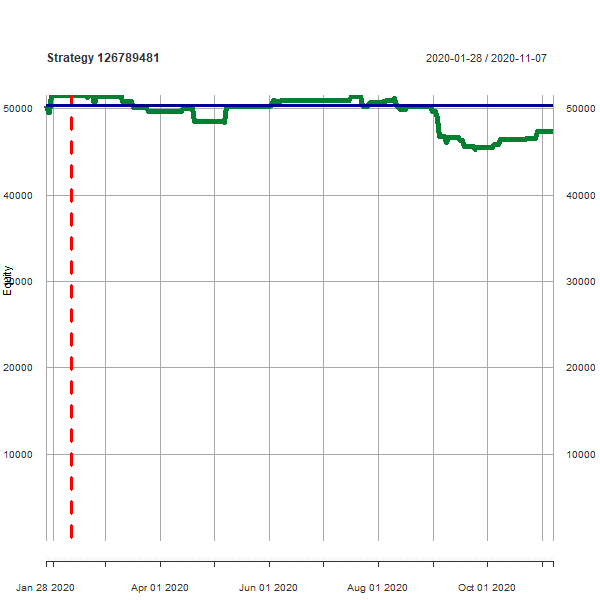 Strategy 126789481
2020-01-28 / 2020-11-07
50000
50000
40000
40000
Equity
30000
30000
20000
20000
10000
10000
Jan 28 2020
Apr 01 2020
Jun 01 2020
Aug 01 2020
Oct 01 2020